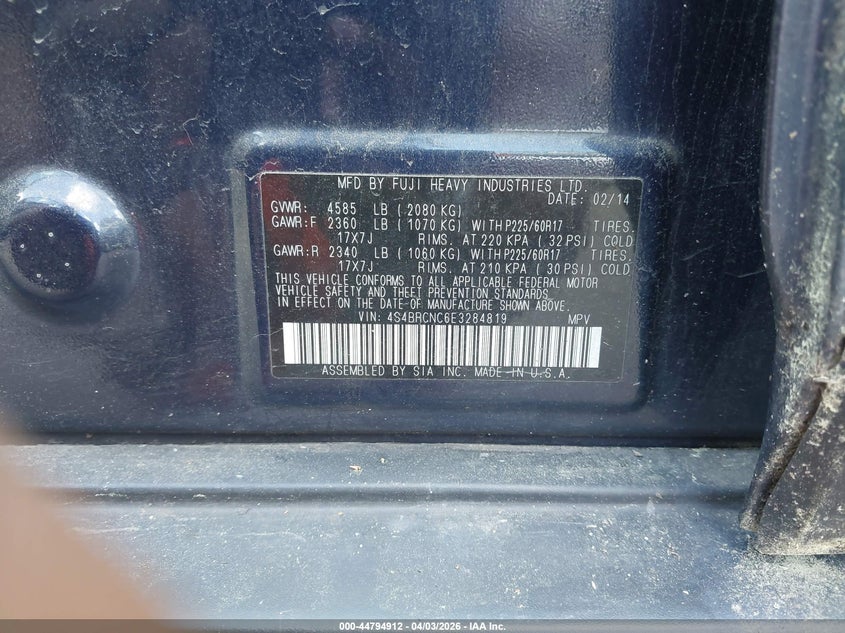 MFD BY FUJI HEAVY INDUSTRIES LTD.
DATE: 02/14
GVWR: 4585 LB ( 2080 KG)
GAWR:F 2360 LB ( 1070 KG) WITH P225/60R17 TIRES.
17X7J RIMS. AT 220 KPA ( 32 PSI) COLD
GAWR:R 2340 LB ( 1060 KG) WITH P225/60R17 TIRES.
17X7J RIMS. AT 210 KPA ( 30 PSI) COLD
THIS VEHICLE CONFORMS TO ALL APPLICABLE FEDERAL MOTOR
VEHICLE SAFETY AND THEFT PREVENTION STANDARDS
IN EFFECT ON THE DATE OF MANUFACTURE SHOWN ABOVE.
VIN: 4S4BRCNC6E3284819 MPV
ASSEMBLED BY SIA INC. MADE IN U.S.A.
000-44794912 - 04/03/2026 - IAA Inc.